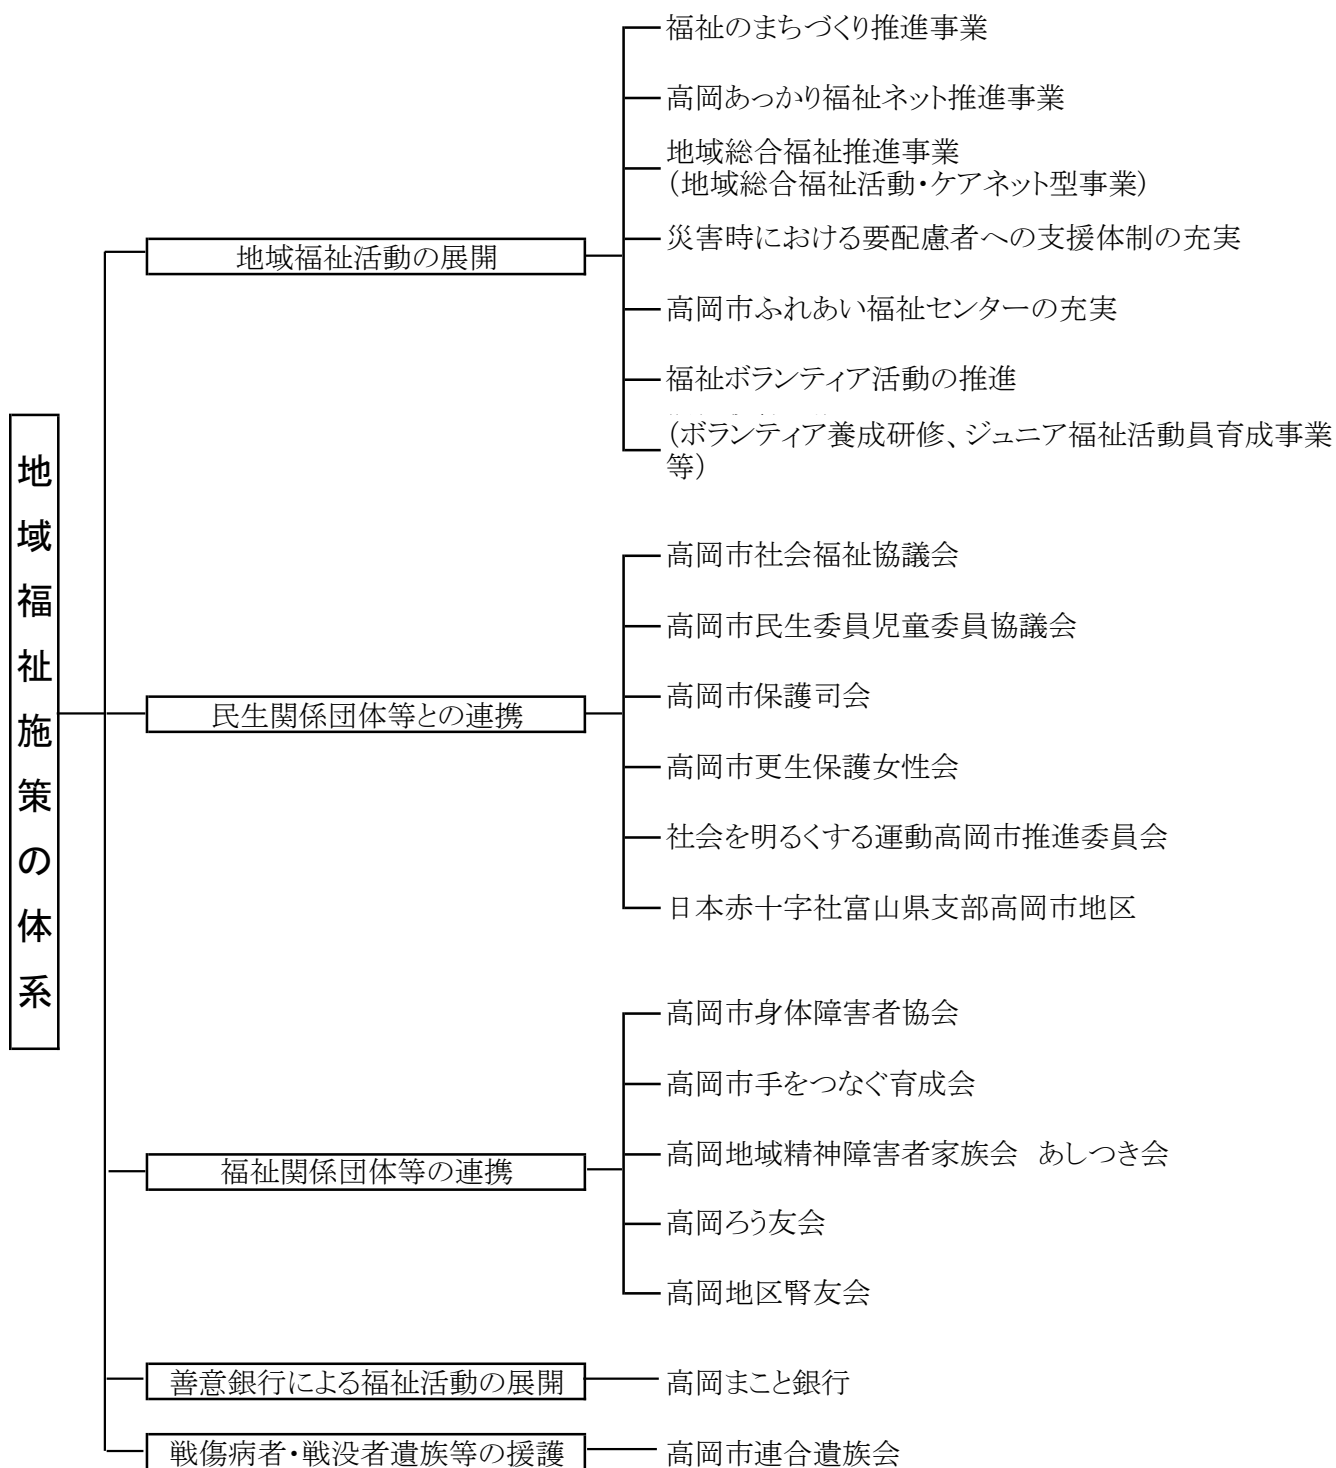 地域福祉施策の体系
地域福祉活動の展開
福祉のまちづくり推進事業
高岡あっかり福祉ネット推進事業
地域総合福祉推進事業
(地域総合福祉活動・ケアネット型事業)
災害時における要配慮者への支援体制の充実
高岡市ふれあい福祉センターの充実
福祉ボランティア活動の推進
(ボランティア養成研修、ジュニア福祉活動員育成事業
等)
民生関係団体等との連携
高岡市社会福祉協議会
高岡市民生委員児童委員協議会
高岡市保護司会
高岡市更生保護女性会
社会を明るくする運動高岡市推進委員会
日本赤十字社富山県支部高岡市地区
福祉関係団体等の連携
高岡市身体障害者協会
高岡市手をつなぐ育成会
高岡地域精神障害者家族会　あしつき会
高岡ろう友会
高岡地区腎友会
善意銀行による福祉活動の展開
高岡まこと銀行
戦傷病者・戦没者遺族等の援護
高岡市連合遺族会